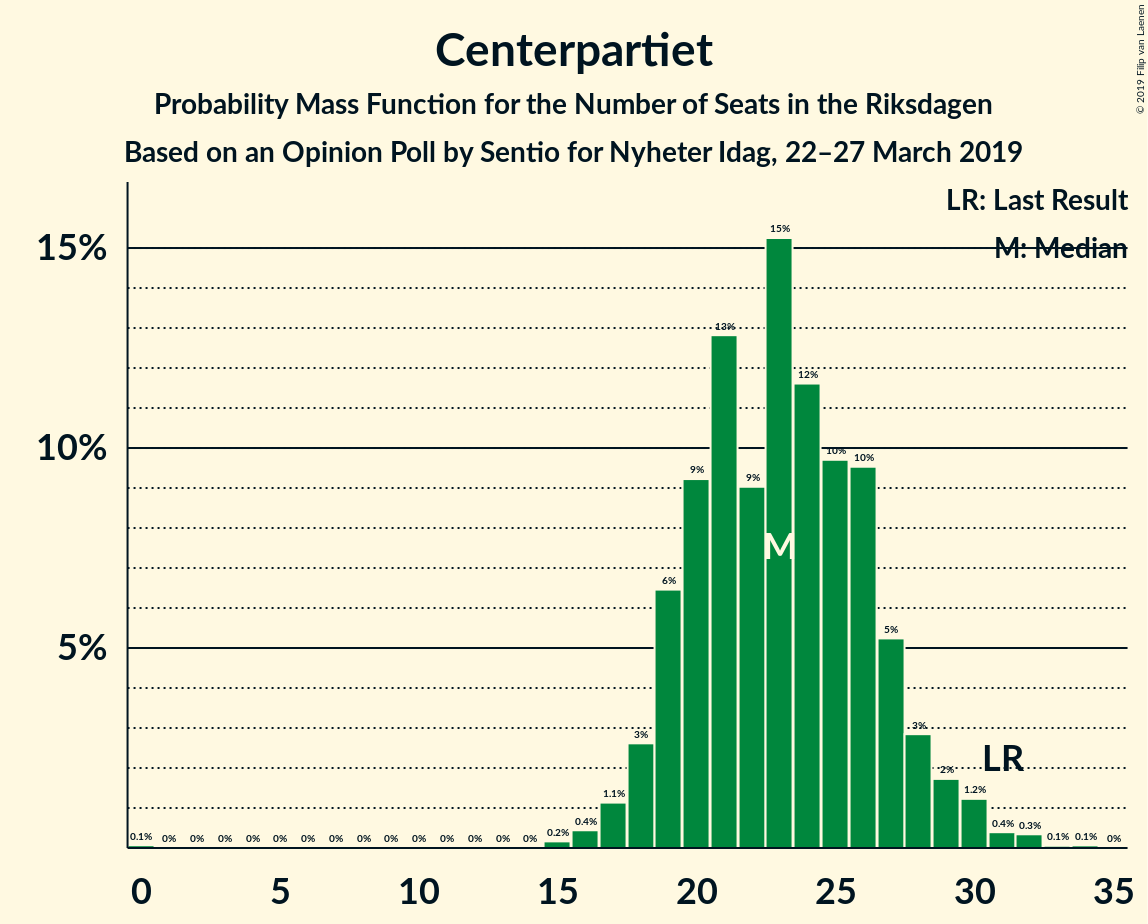 Centerpartiet
Probability Mass Function for the Number of Seats in the Riksdagen
Based on an Opinion Poll by Sentio for Nyheter Idag, 22–27 March 2019
© 2019 Filip van Laenen
LR: Last Result
M: Median
15%
10%
5%
0.1% 0% 0% 0% 0% 0% 0% 0% 0% 0% 0% 0% 0% 0% 0% 0.2% 0.4% 1.1% 3% 6% 9% 13% 9% 15% 12% 10% 10% 5% 3% 2% 1.2% 0.4% 0.3% 0.1% 0.1% 0%
M
LR
0 5 10 15 20 25 30 35